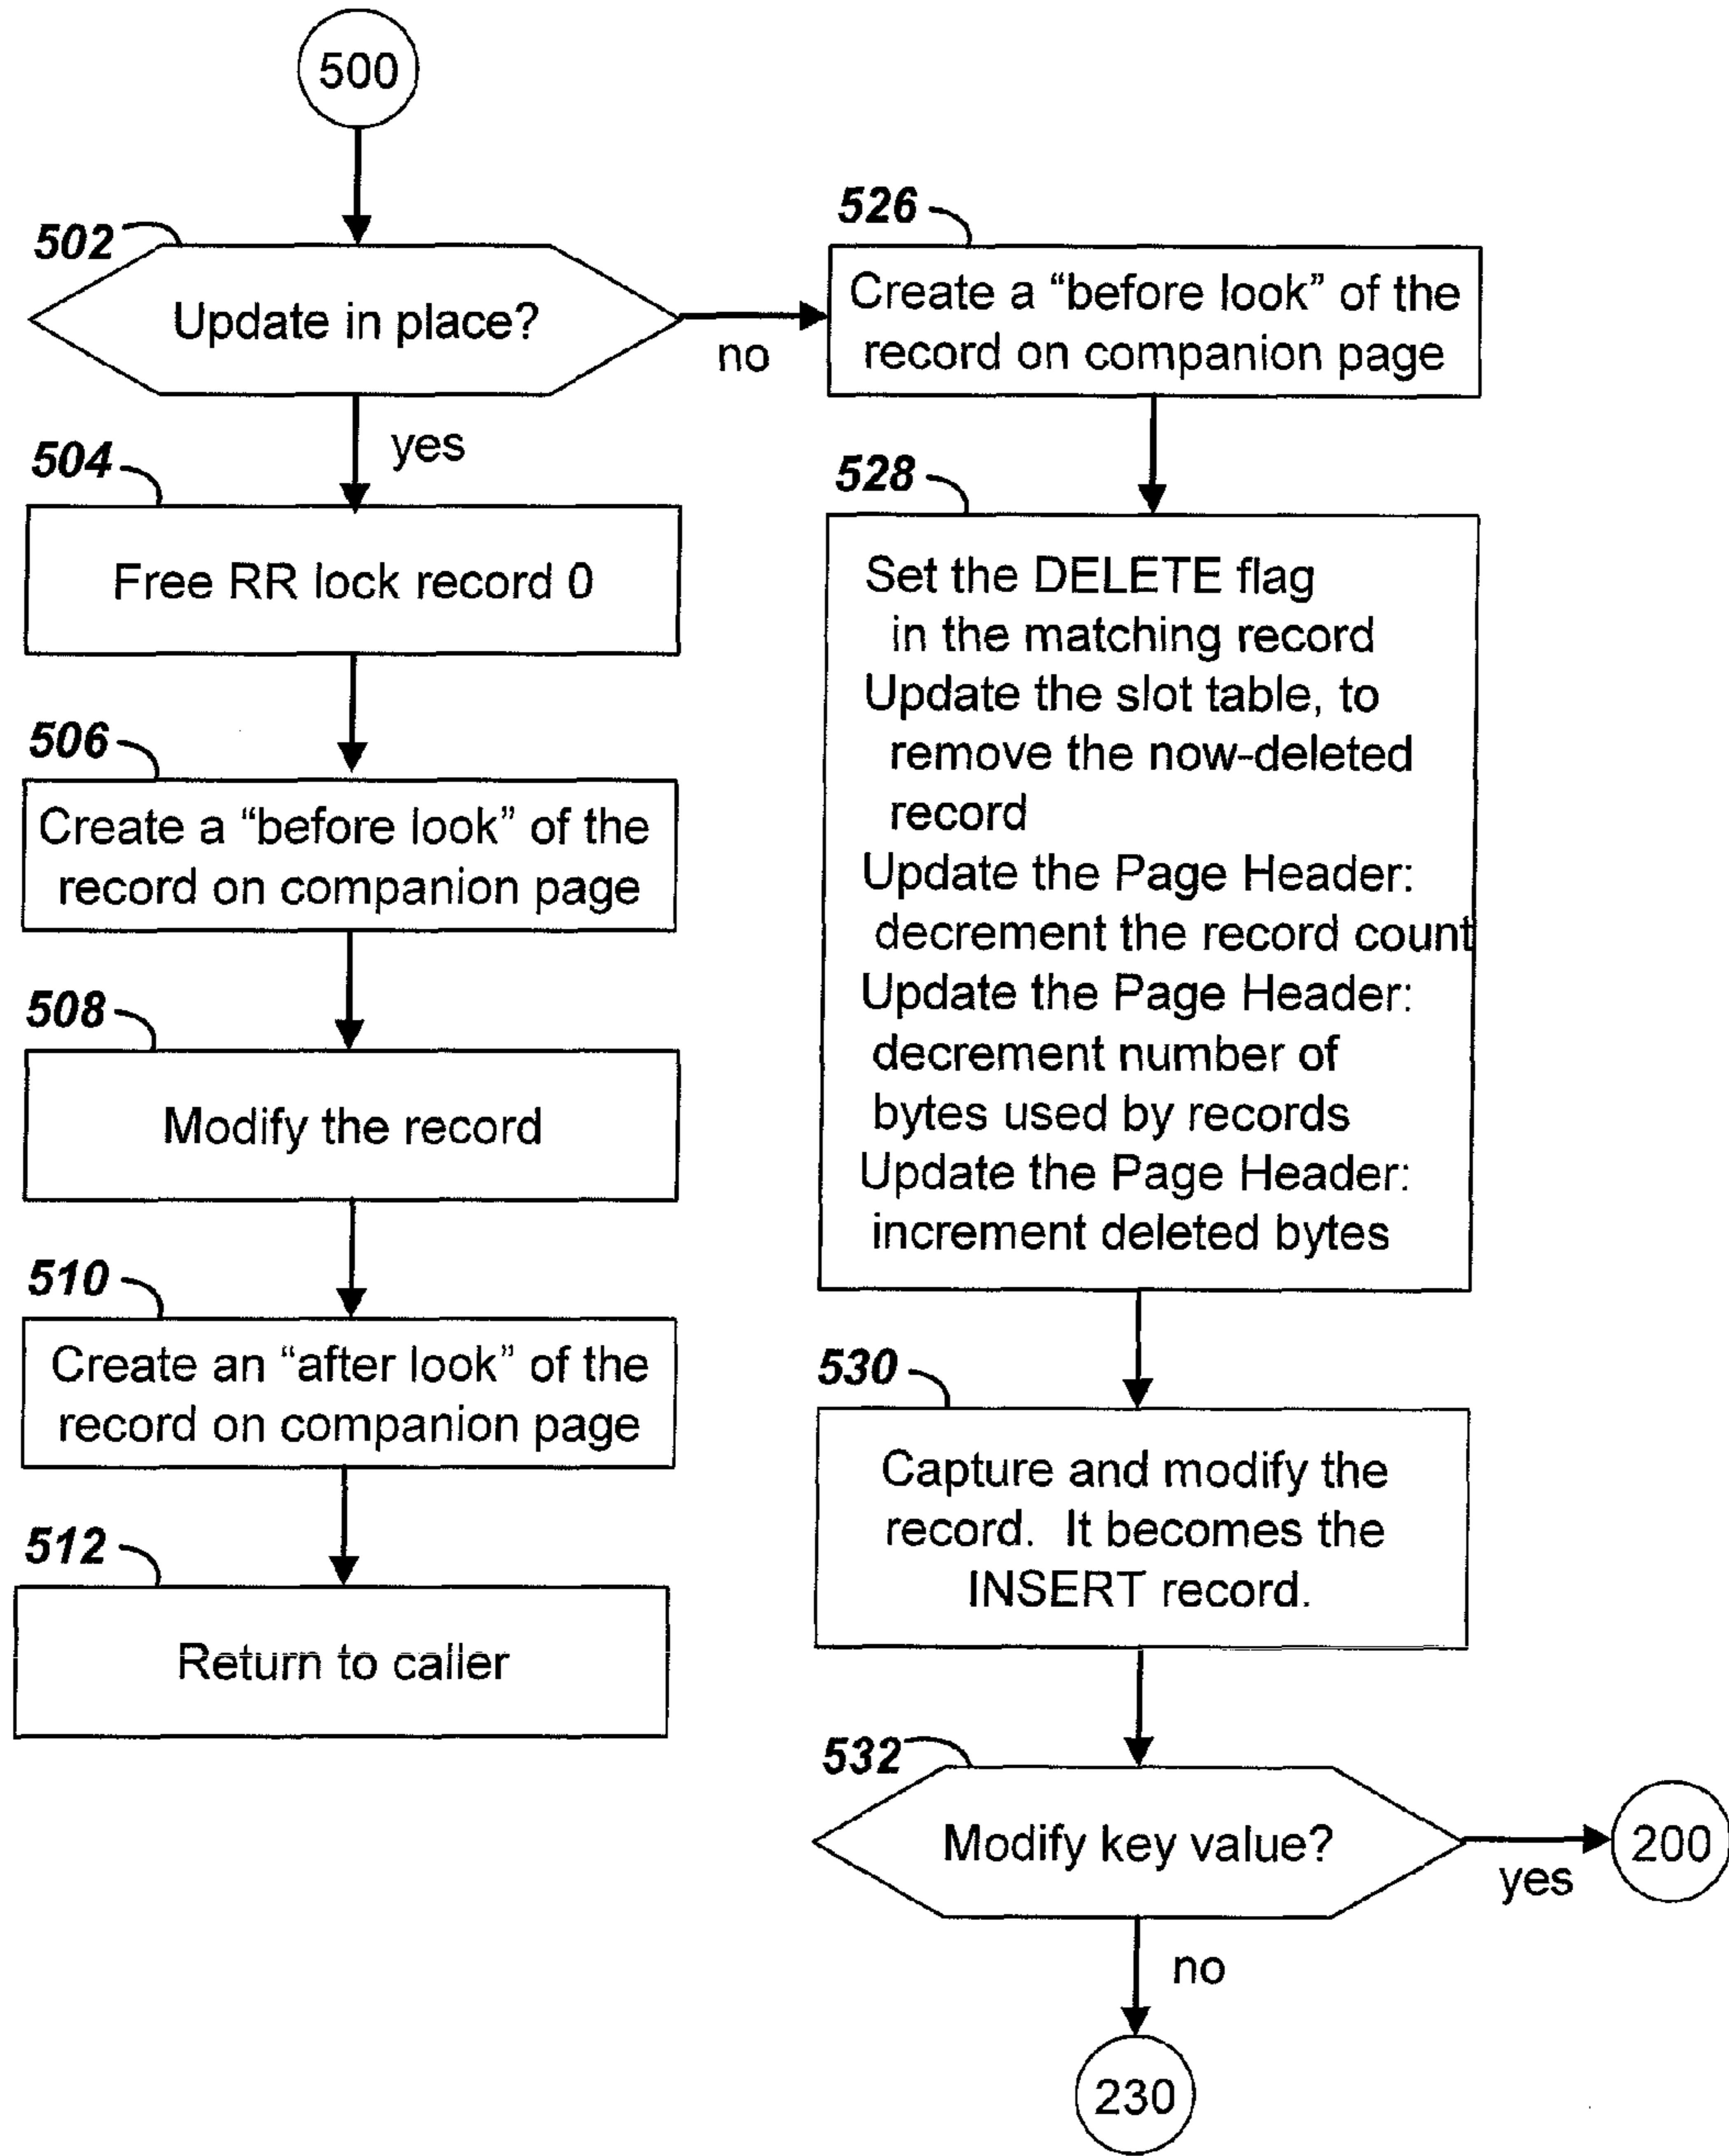 500
502
Update in place?
no
yes
504
Free RR lock record 0
506
Create a “before look” of the
record on companion page
508
Modify the record
510
Create an “after look” of the
record on companion page
512
Return to caller
526
Create a “before look” of the
record on companion page
528
Set the DELETE flag
in the matching record
Update the slot table, to
remove the now-deleted
record
Update the Page Header:
decrement the record count
Update the Page Header:
decrement number of
bytes used by records
Update the Page Header:
increment deleted bytes
530
Capture and modify the
record. It becomes the
INSERT record.
532
Modify key value?
yes
200
no
230